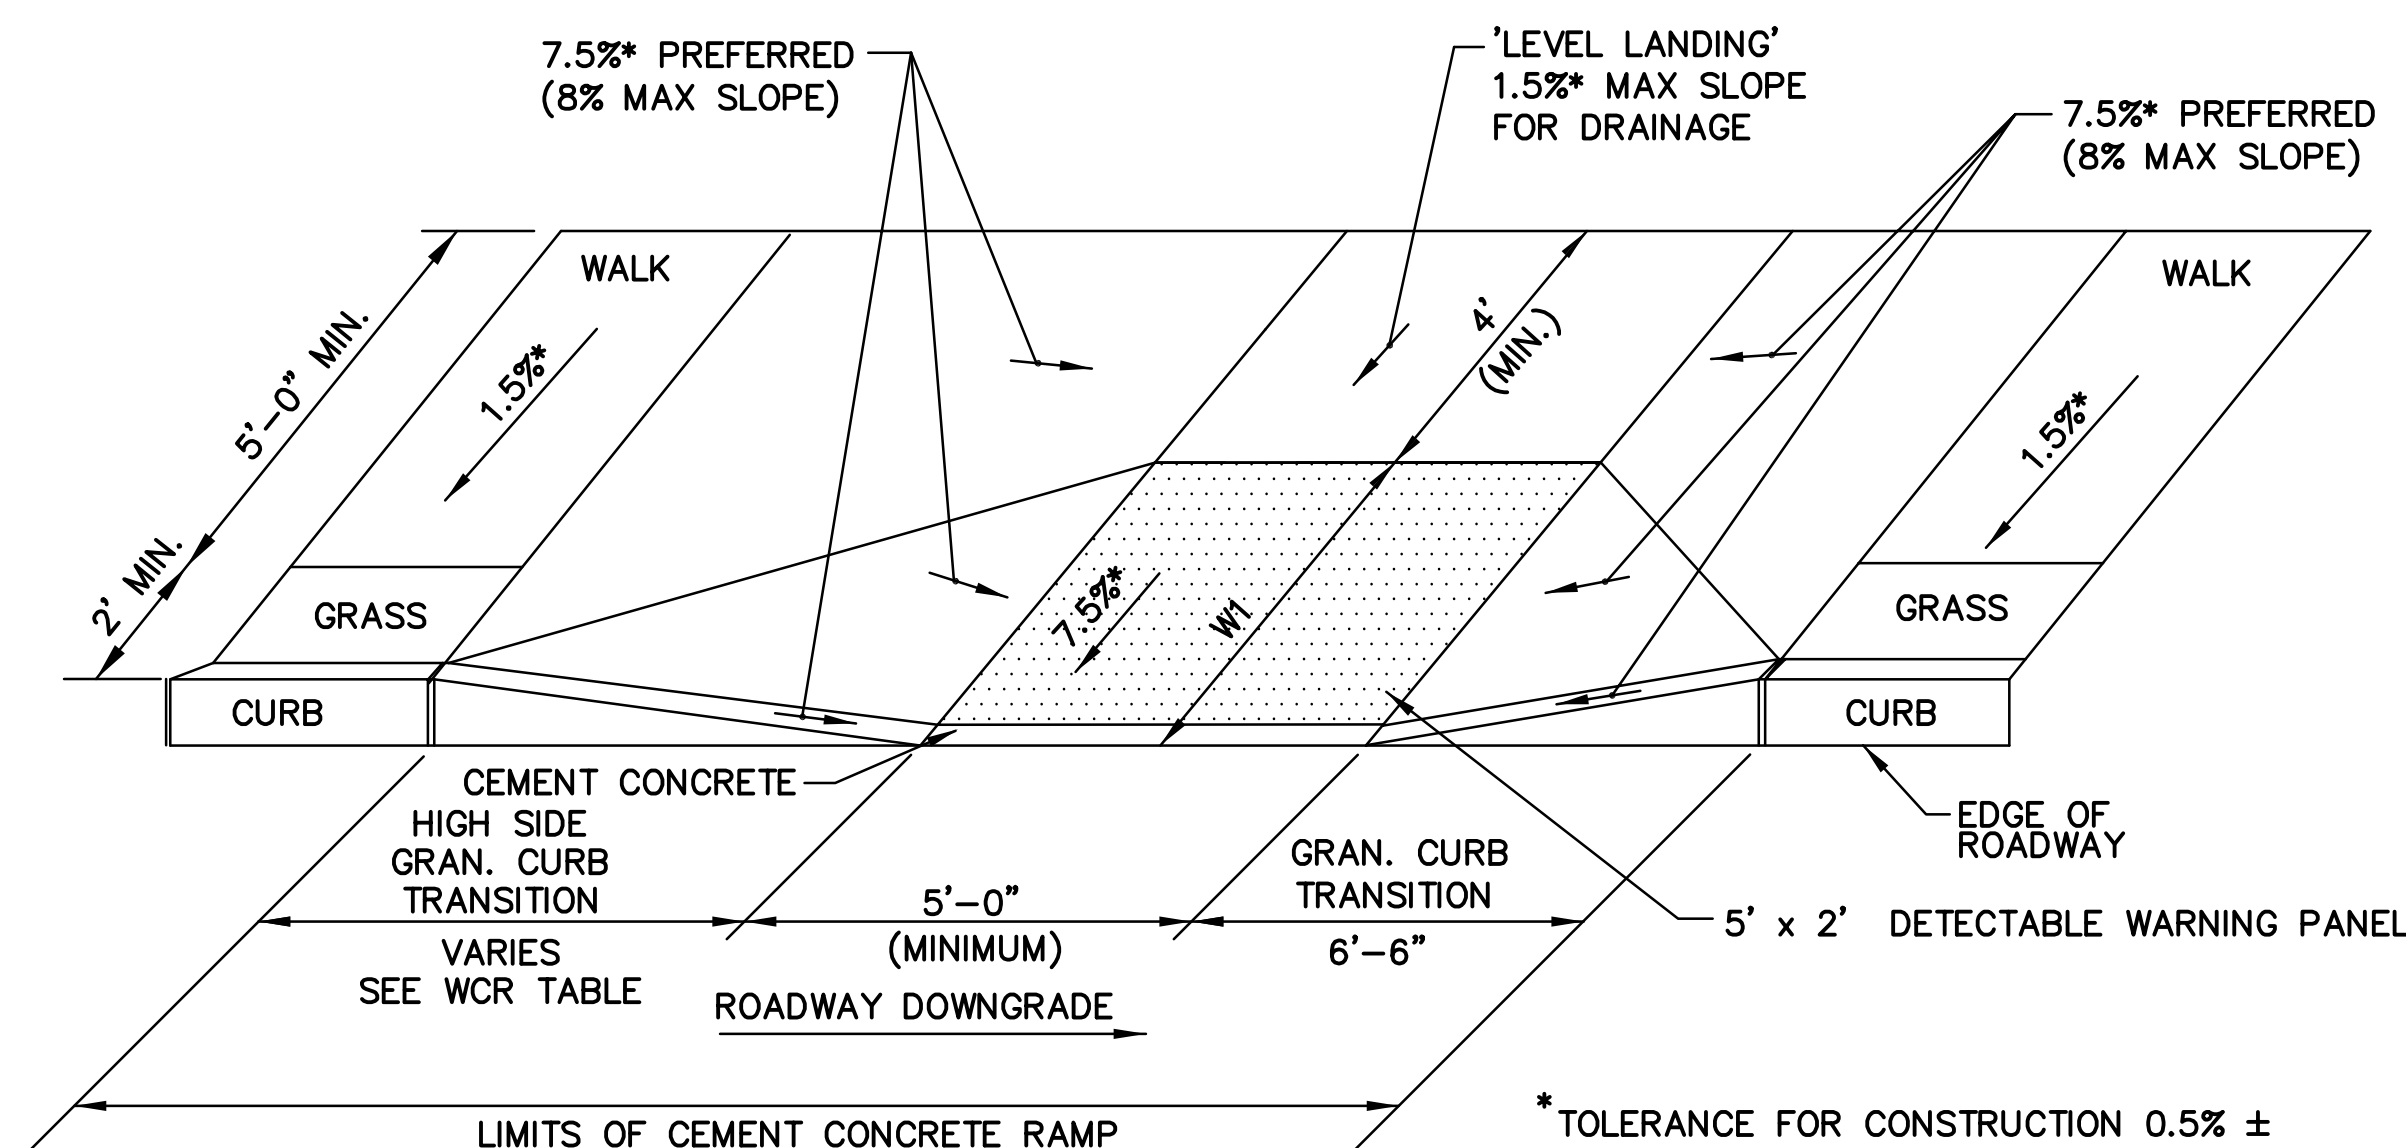 7.5%* PREFERRED
(8% MAX SLOPE)
'LEVEL LANDING'
1.5%* MAX SLOPE
FOR DRAINAGE
7.5%* PREFERRED
(8% MAX SLOPE)
WALK
WALK
5'-0" MIN.
1.5%*
4'
(MIN.)
1.5%*
2' MIN.
GRASS
7.5%*
W1
GRASS
CURB
CURB
CEMENT CONCRETE
HIGH SIDE
GRAN. CURB
TRANSITION
VARIES
SEE WCR TABLE
5'-0"
(MINIMUM)
GRAN. CURB
TRANSITION
6'-6"
EDGE OF
ROADWAY
5' x 2' DETECTABLE WARNING PANEL
ROADWAY DOWNGRADE
LIMITS OF CEMENT CONCRETE RAMP
*TOLERANCE FOR CONSTRUCTION 0.5% ±